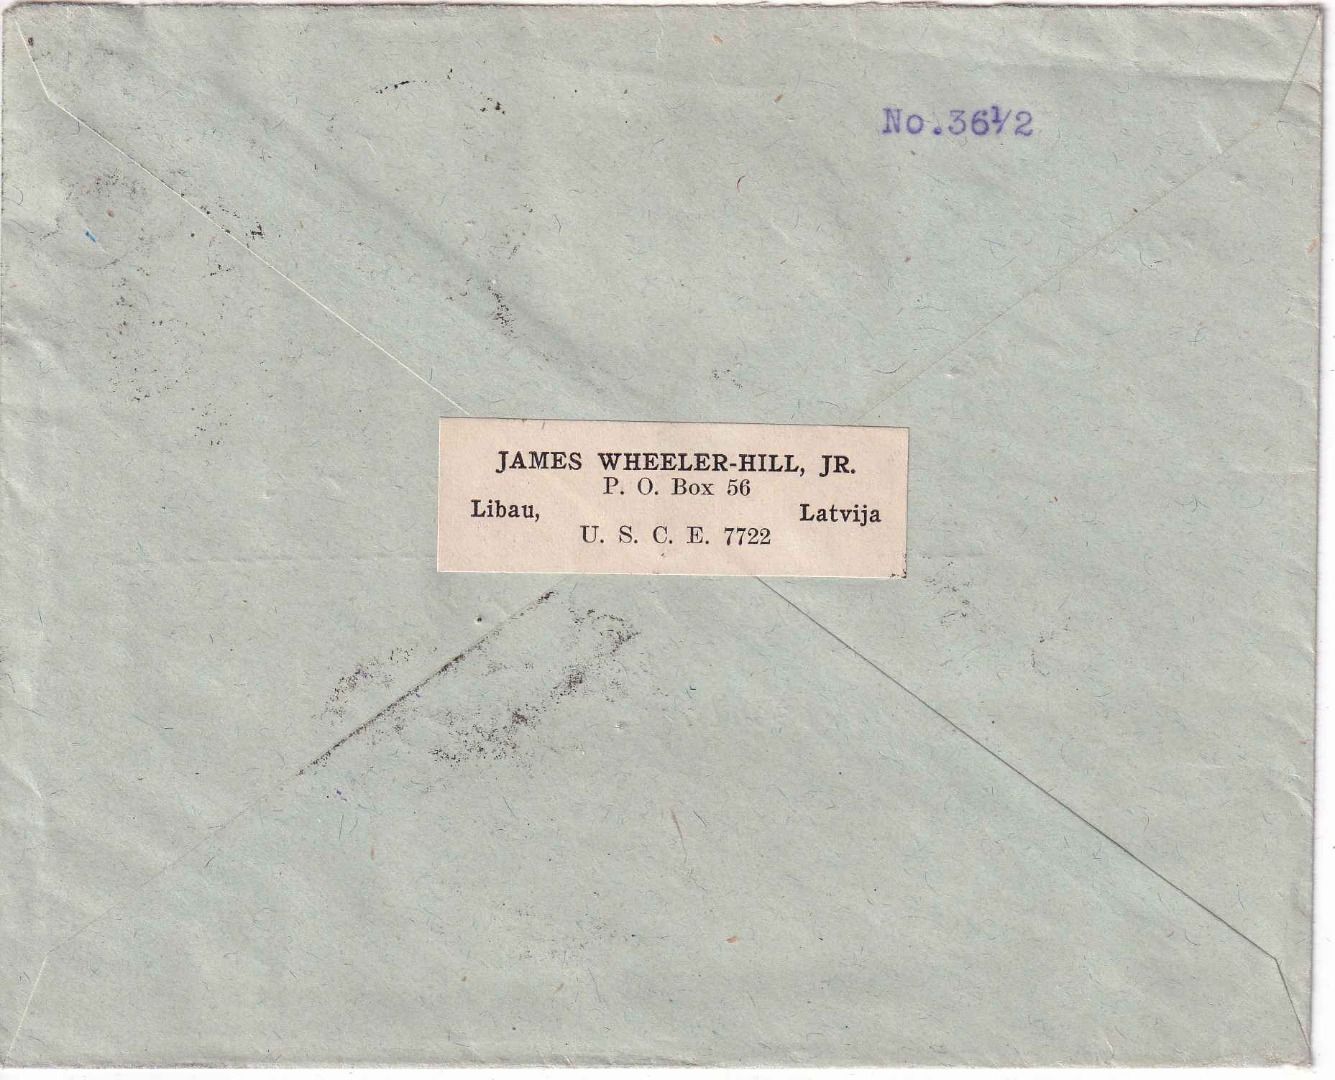 No.36½
JAMES WHEELER-HILL, JR.
P. O. Box 56
Libau, Latvija
U. S. C. E. 7722